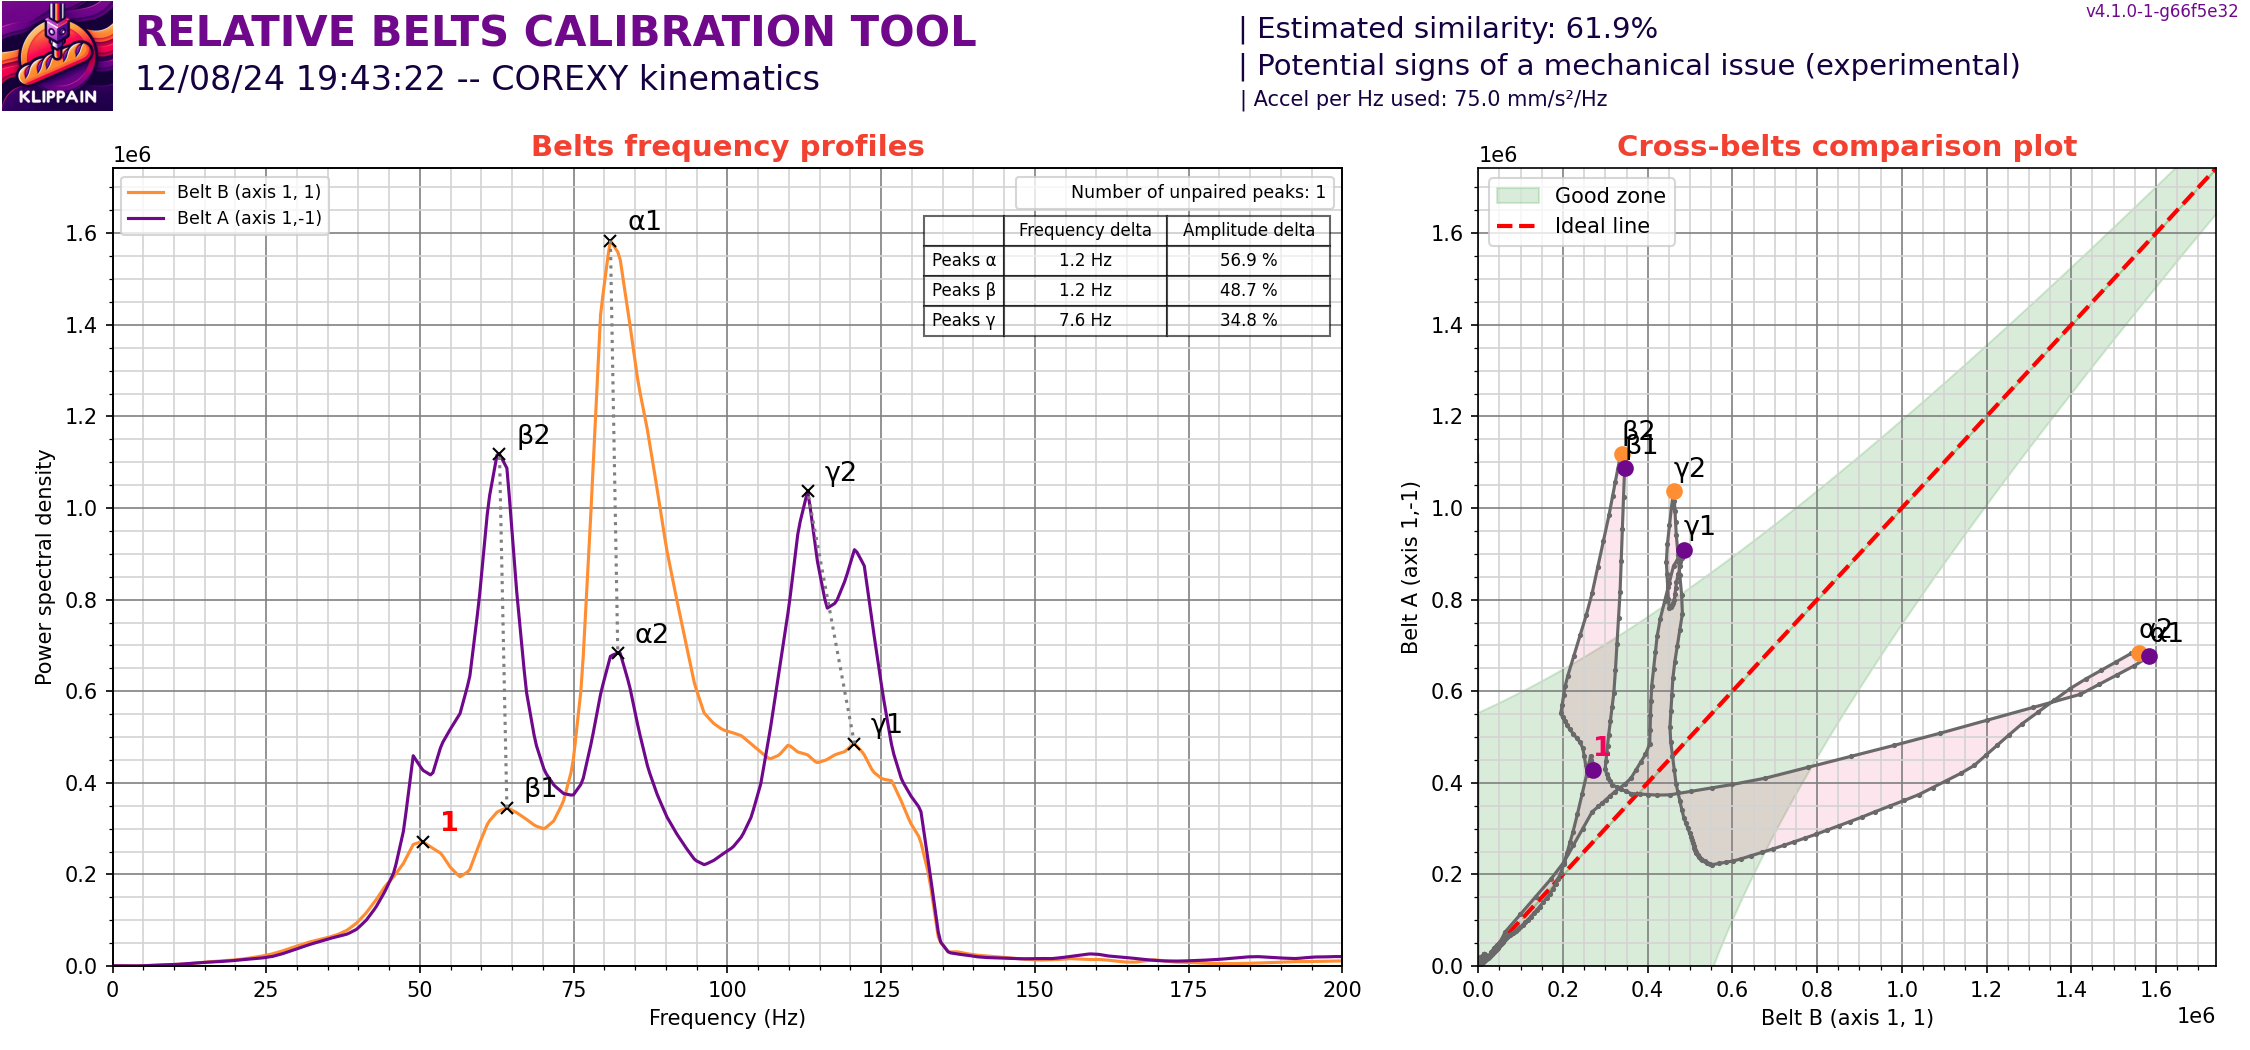 KLIPPAIN
RELATIVE BELTS CALIBRATION TOOL
12/08/24 19:43:22 -- COREXY kinematics
| Estimated similarity: 61.9%
| Potential signs of a mechanical issue (experimental)
| Accel per Hz used: 75.0 mm/s²/Hz
v4.1.0-1-g66f5e32
Belts frequency profiles
1e6
Belt B (axis 1, 1)
Belt A (axis 1,-1)
Number of unpaired peaks: 1
Frequency delta Amplitude delta
Peaks α 1.2 Hz 56.9 %
Peaks β 1.2 Hz 48.7 %
Peaks γ 7.6 Hz 34.8 %
α1
β2
γ2
α2
γ1
β1
1
Power spectral density
1.6
1.4
1.2
1.0
0.8
0.6
0.4
0.2
0.0
0 25 50 75 100 125 150 175 200
Frequency (Hz)
Cross-belts comparison plot
1e6
Good zone
Ideal line
β2
β1
γ2
γ1
α2
α1
1
Belt A (axis 1,-1)
1.6
1.4
1.2
1.0
0.8
0.6
0.4
0.2
0.0
0.0 0.2 0.4 0.6 0.8 1.0 1.2 1.4 1.6
Belt B (axis 1, 1)
1e6